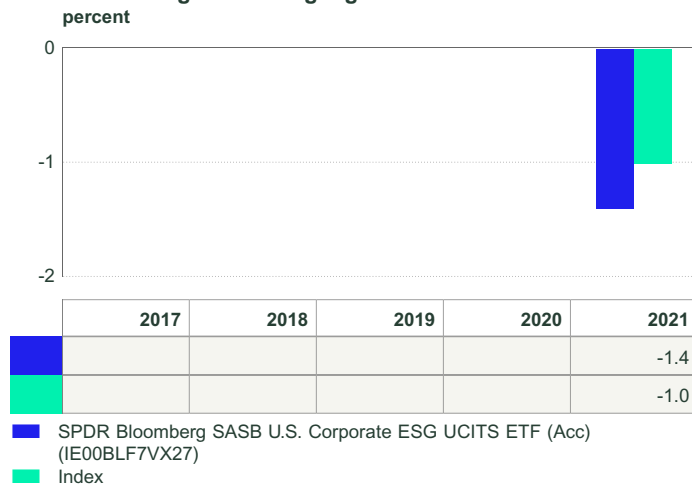 percent
0
-1
-2
2017 2018 2019 2020 2021
-1.4
-1.0
SPDR Bloomberg SASB U.S. Corporate ESG UCITS ETF (Acc)
(IE00BLF7VX27)
Index